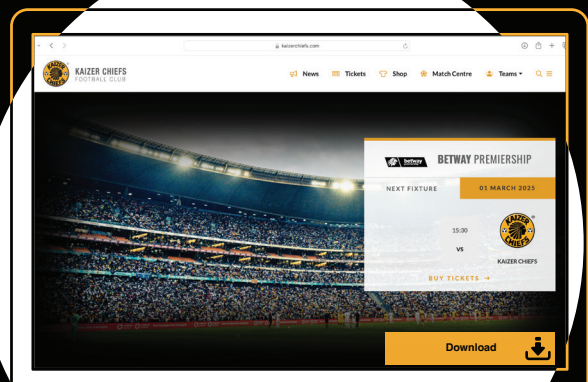 kaizerchiefs.com
KAIZER CHIEFS
FOOTBALL CLUB
News
Tickets
Shop
Match Centre
Teams
betway
BETWAY PREMIERSHIP
NEXT FIXTURE
01 MARCH 2025
KAIZER
CHIEFS
15:30
VS
KAIZER CHIEFS
BUY TICKETS →
Download